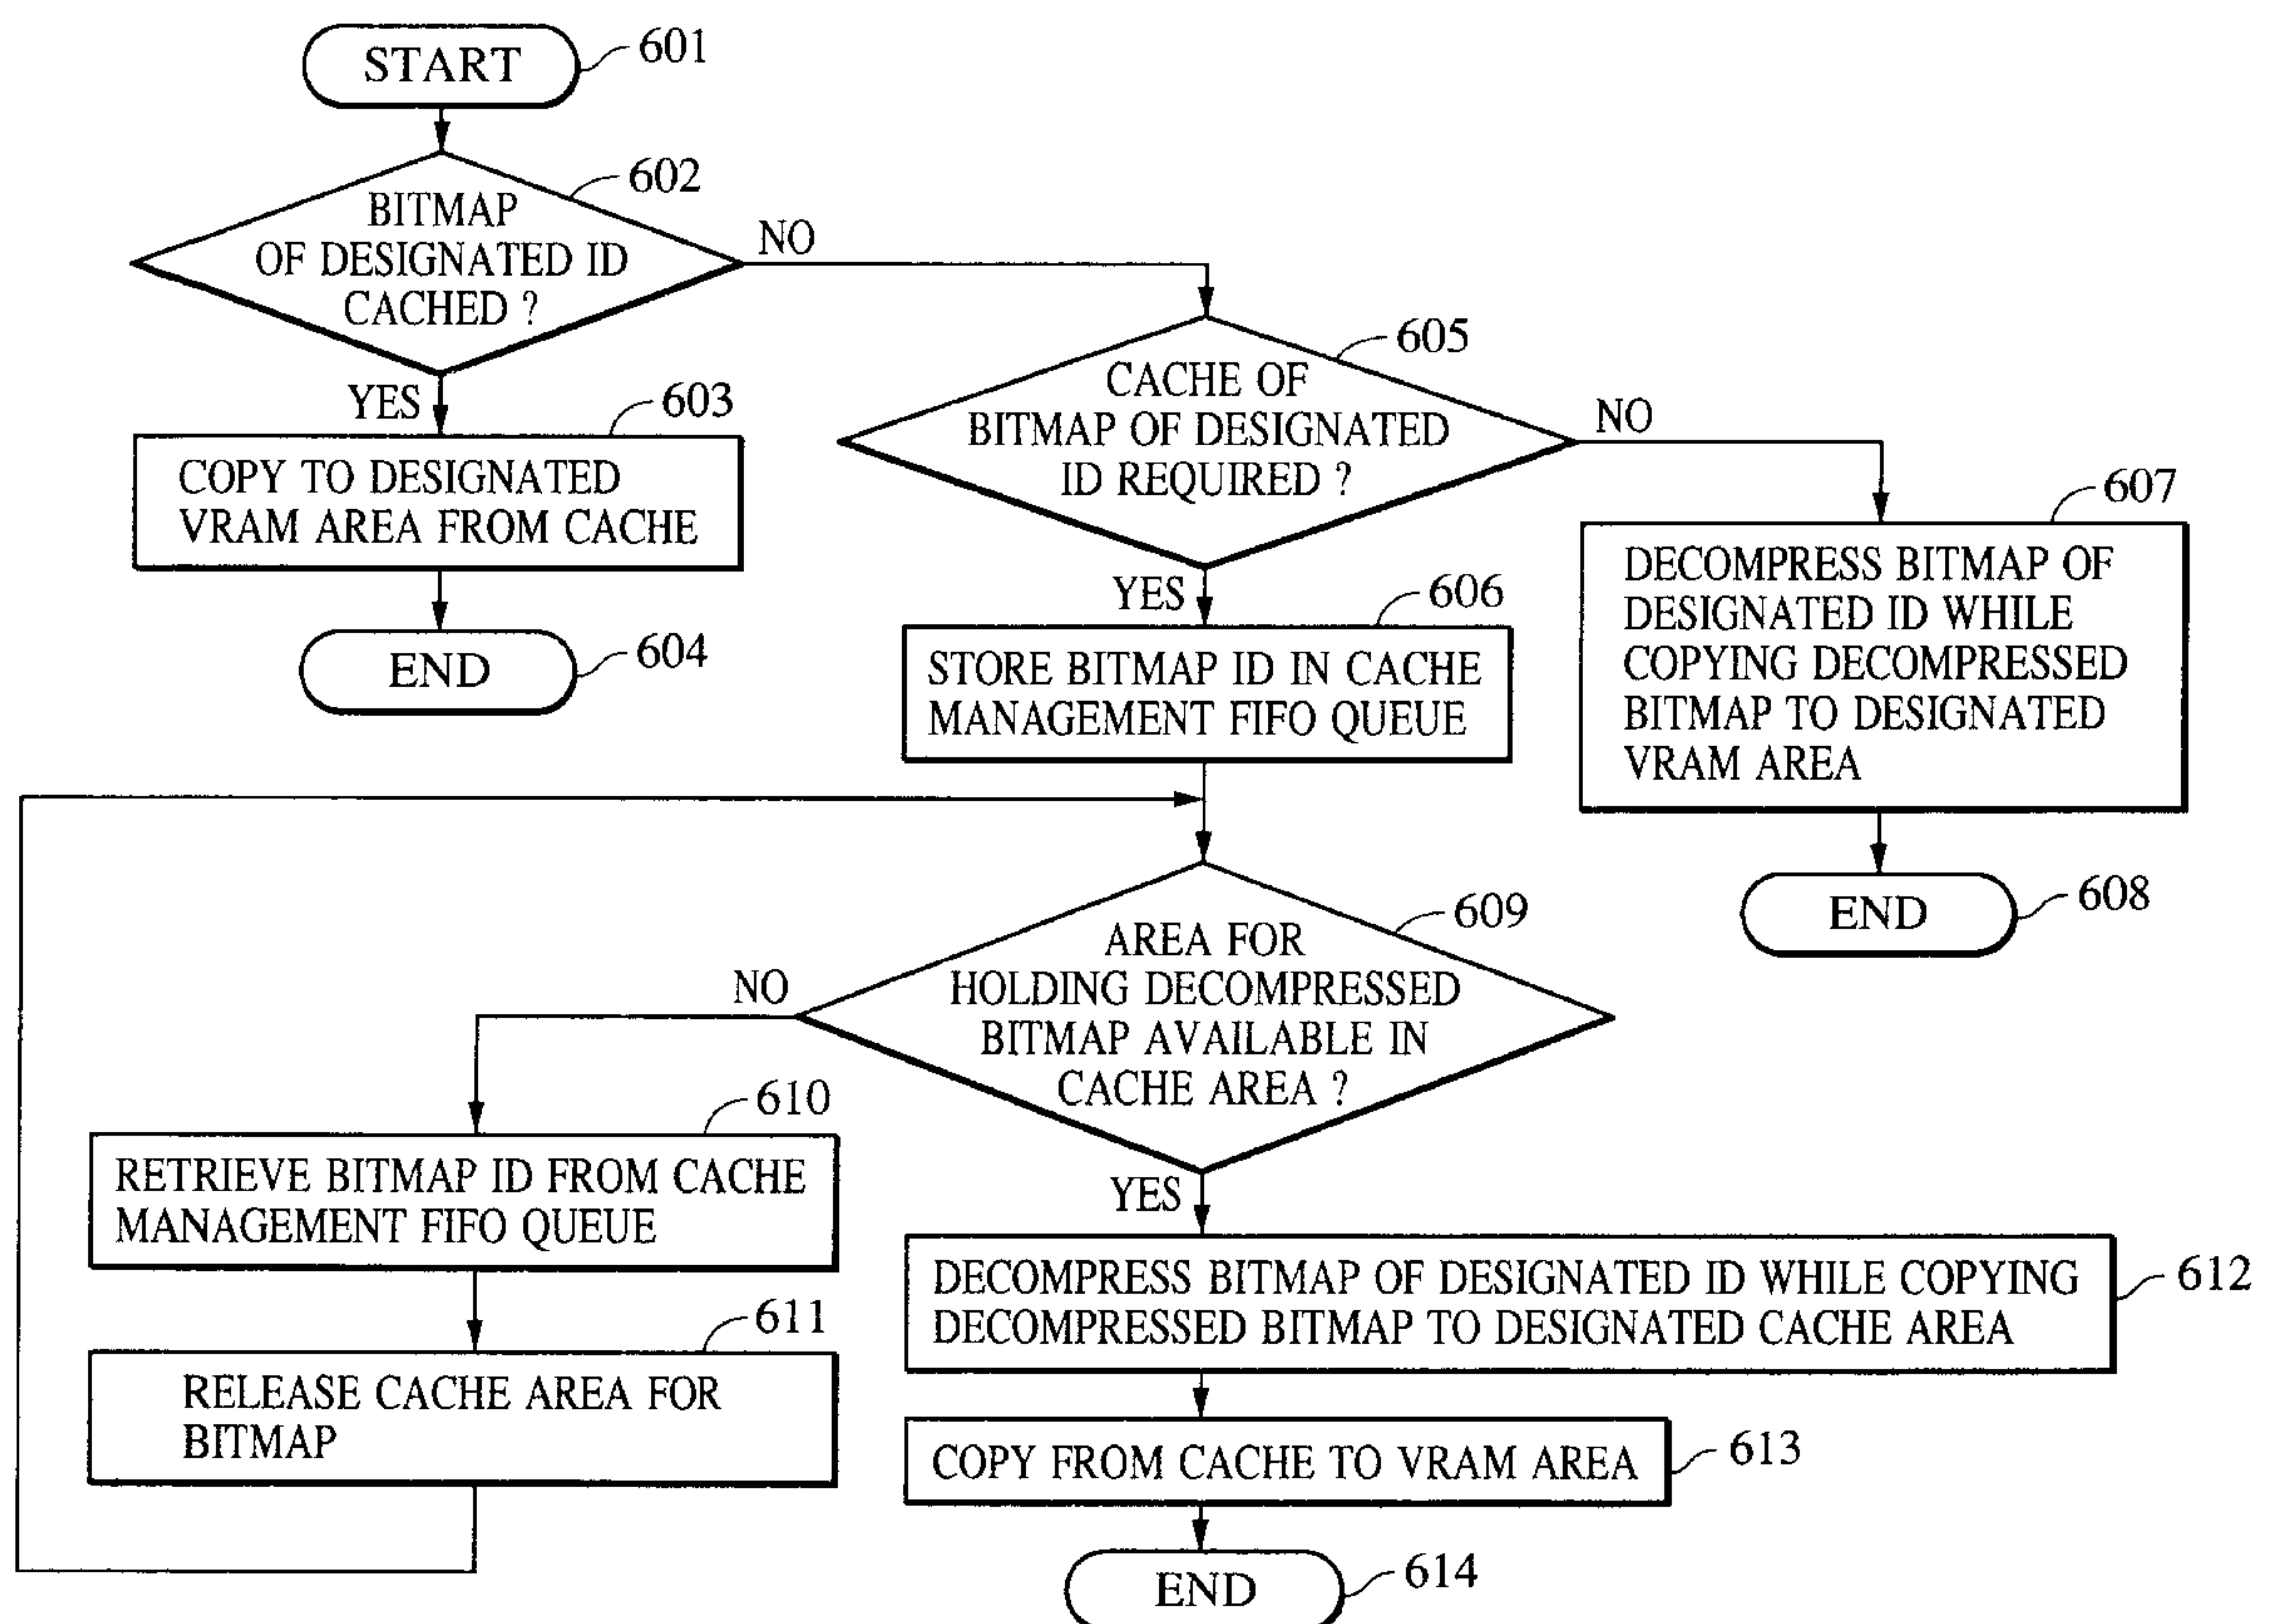 START
601
602
BITMAP
OF DESIGNATED ID
CACHED ?
NO
YES
603
COPY TO DESIGNATED
VRAM AREA FROM CACHE
END
604
605
CACHE OF
BITMAP OF DESIGNATED
ID REQUIRED ?
NO
YES
606
STORE BITMAP ID IN CACHE
MANAGEMENT FIFO QUEUE
607
DECOMPRESS BITMAP OF
DESIGNATED ID WHILE
COPYING DECOMPRESSED
BITMAP TO DESIGNATED
VRAM AREA
END
608
609
AREA FOR
HOLDING DECOMPRESSED
BITMAP AVAILABLE IN
CACHE AREA ?
NO
YES
610
RETRIEVE BITMAP ID FROM CACHE
MANAGEMENT FIFO QUEUE
611
RELEASE CACHE AREA FOR
BITMAP
DECOMPRESS BITMAP OF DESIGNATED ID WHILE COPYING
DECOMPRESSED BITMAP TO DESIGNATED CACHE AREA
612
COPY FROM CACHE TO VRAM AREA
613
END
614